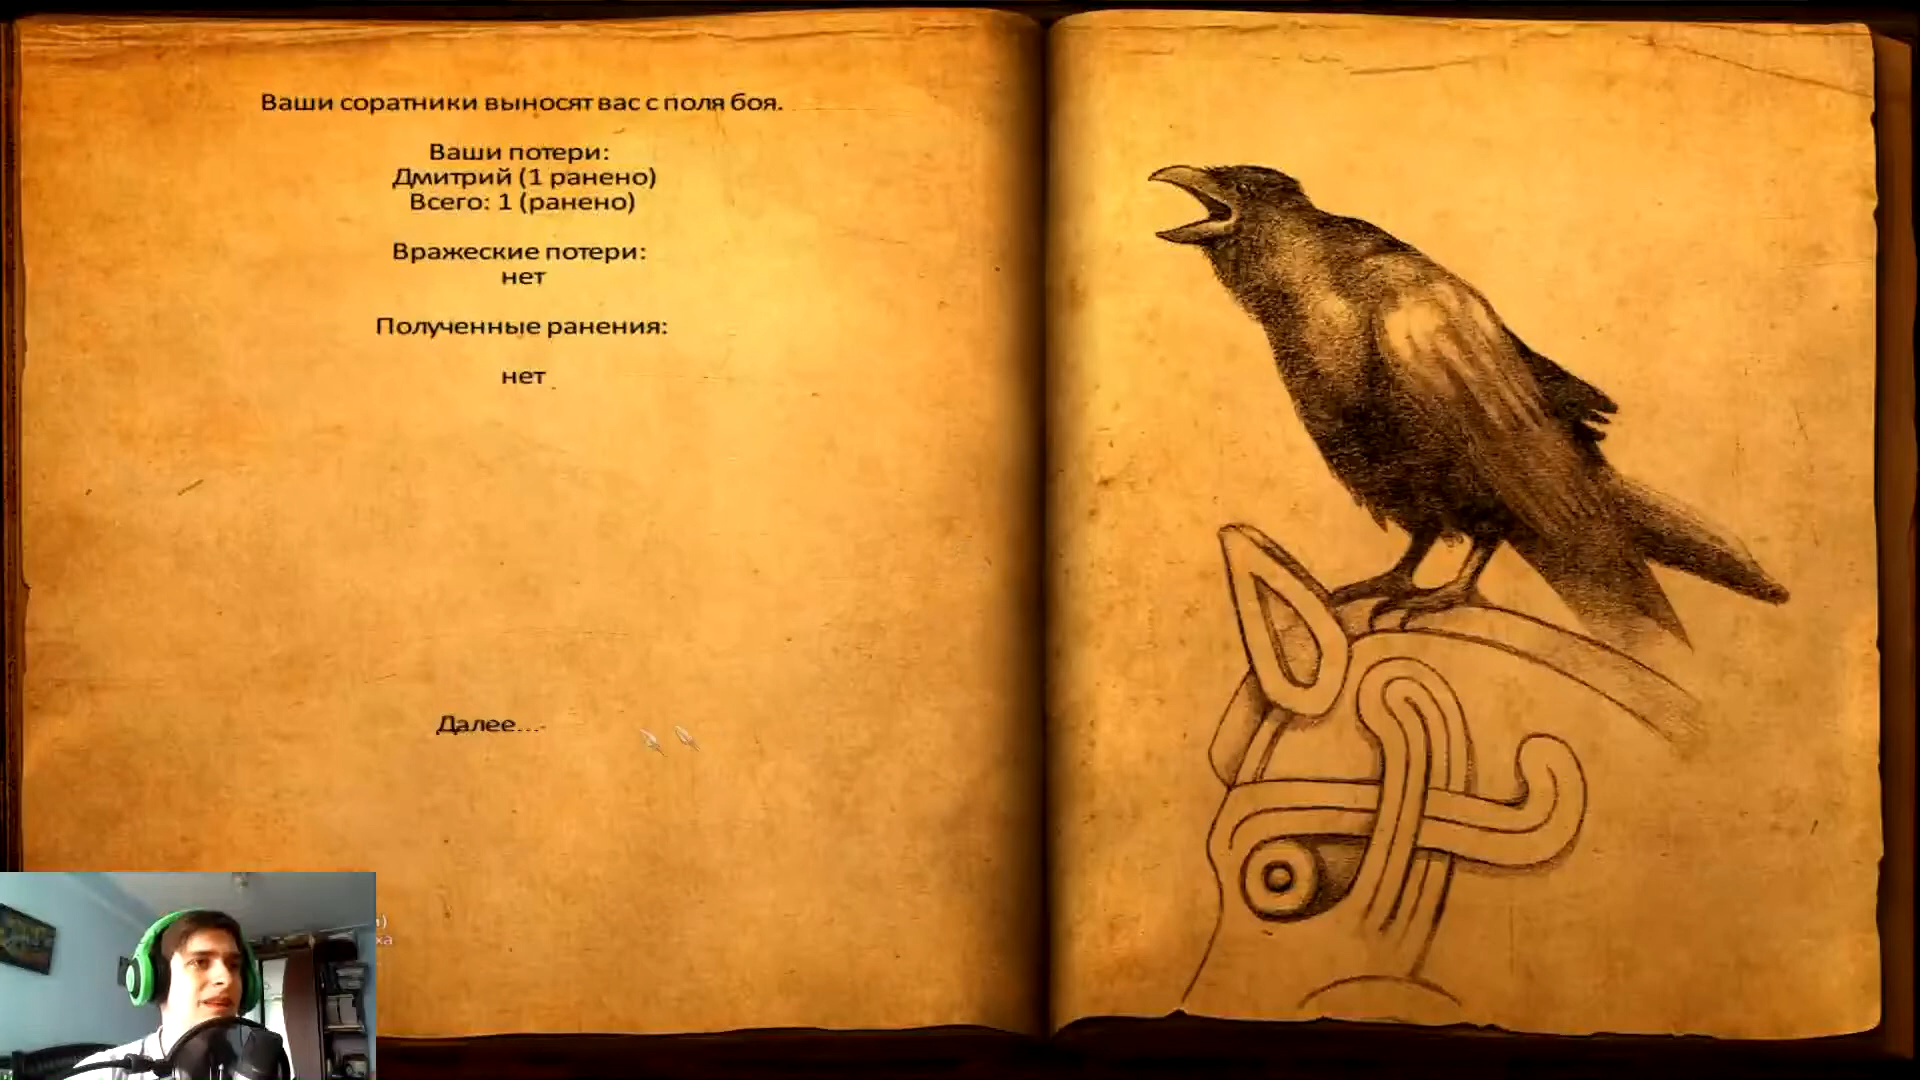 Ваши соратники выносят вас с поля боя.
Ваши потери:
Дмитрий (1 ранено)
Всего: 1 (ранено)
Вражеские потери:
нет
Полученные ранения:
нет
Далее...